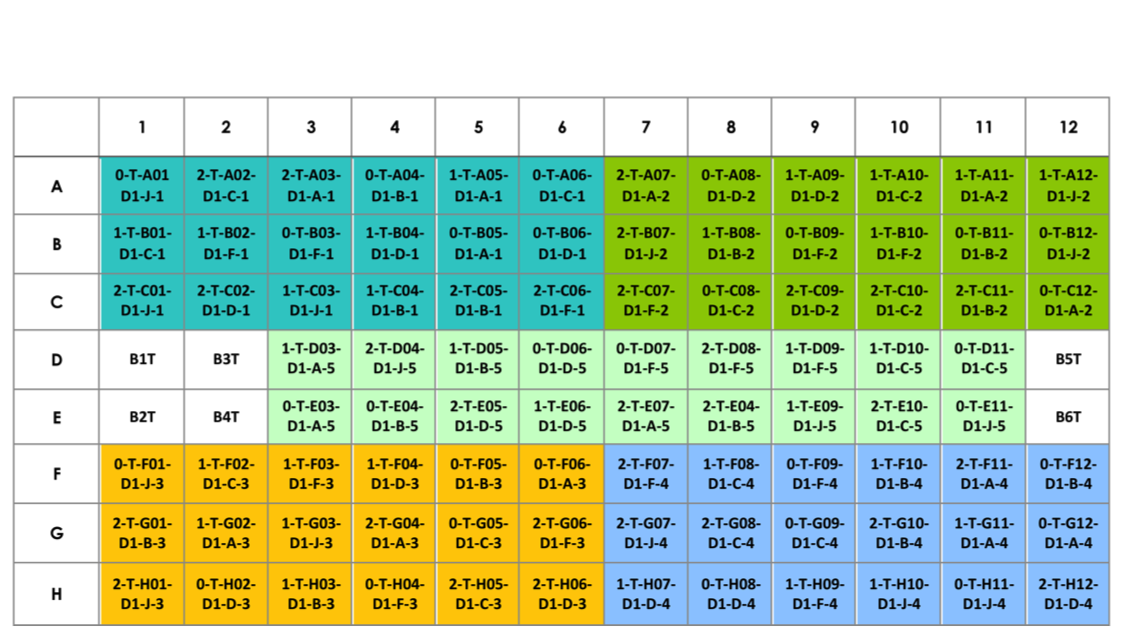 1 2 3 4 5 6 7 8 9 10 11 12
A
0-T-A01 2-T-A02- 2-T-A03- 0-T-A04- 1-T-A05- 0-T-A06- 2-T-A07- 0-T-A08- 1-T-A09- 1-T-A10- 1-T-A11- 1-T-A12-
D1-J-1 D1-C-1 D1-A-1 D1-B-1 D1-A-1 D1-C-1 D1-A-2 D1-D-2 D1-D-2 D1-C-2 D1-A-2 D1-J-2
B
1-T-B01- 1-T-B02- 0-T-B03- 1-T-B04- 0-T-B05- 0-T-B06- 2-T-B07- 1-T-B08- 0-T-B09- 1-T-B10- 0-T-B11- 0-T-B12-
D1-C-1 D1-F-1 D1-F-1 D1-D-1 D1-A-1 D1-D-1 D1-J-2 D1-B-2 D1-F-2 D1-F-2 D1-B-2 D1-J-2
C
2-T-C01- 2-T-C02- 1-T-C03- 1-T-C04- 2-T-C05- 2-T-C06- 2-T-C07- 0-T-C08- 2-T-C09- 2-T-C10- 2-T-C11- 0-T-C12-
D1-J-1 D1-D-1 D1-J-1 D1-B-1 D1-B-1 D1-F-1 D1-F-2 D1-C-2 D1-D-2 D1-C-2 D1-B-2 D1-A-2
D B1T B3T
1-T-D03- 2-T-D04- 1-T-D05- 0-T-D06- 0-T-D07- 2-T-D08- 1-T-D09- 1-T-D10- 0-T-D11-
D1-A-5 D1-J-5 D1-B-5 D1-D-5 D1-F-5 D1-F-5 D1-F-5 D1-C-5 D1-C-5
B5T
E B2T B4T
0-T-E03- 0-T-E04- 2-T-E05- 1-T-E06- 2-T-E07- 2-T-E04- 1-T-E09- 2-T-E10- 0-T-E11-
D1-A-5 D1-B-5 D1-D-5 D1-D-5 D1-A-5 D1-B-5 D1-J-5 D1-C-5 D1-J-5
B6T
F
0-T-F01- 1-T-F02- 1-T-F03- 1-T-F04- 0-T-F05- 0-T-F06- 2-T-F07- 1-T-F08- 0-T-F09- 1-T-F10- 2-T-F11- 0-T-F12-
D1-J-3 D1-C-3 D1-F-3 D1-D-3 D1-B-3 D1-A-3 D1-F-4 D1-C-4 D1-F-4 D1-B-4 D1-A-4 D1-B-4
G
2-T-G01- 1-T-G02- 1-T-G03- 2-T-G04- 0-T-G05- 2-T-G06- 2-T-G07- 2-T-G08- 0-T-G09- 2-T-G10- 1-T-G11- 0-T-G12-
D1-B-3 D1-A-3 D1-J-3 D1-A-3 D1-C-3 D1-F-3 D1-J-4 D1-C-4 D1-C-4 D1-B-4 D1-A-4 D1-A-4
H
2-T-H01- 0-T-H02- 1-T-H03- 0-T-H04- 2-T-H05- 2-T-H06- 1-T-H07- 0-T-H08- 1-T-H09- 1-T-H10- 0-T-H11- 2-T-H12-
D1-J-3 D1-D-3 D1-B-3 D1-F-3 D1-C-3 D1-D-3 D1-D-4 D1-D-4 D1-F-4 D1-J-4 D1-J-4 D1-D-4